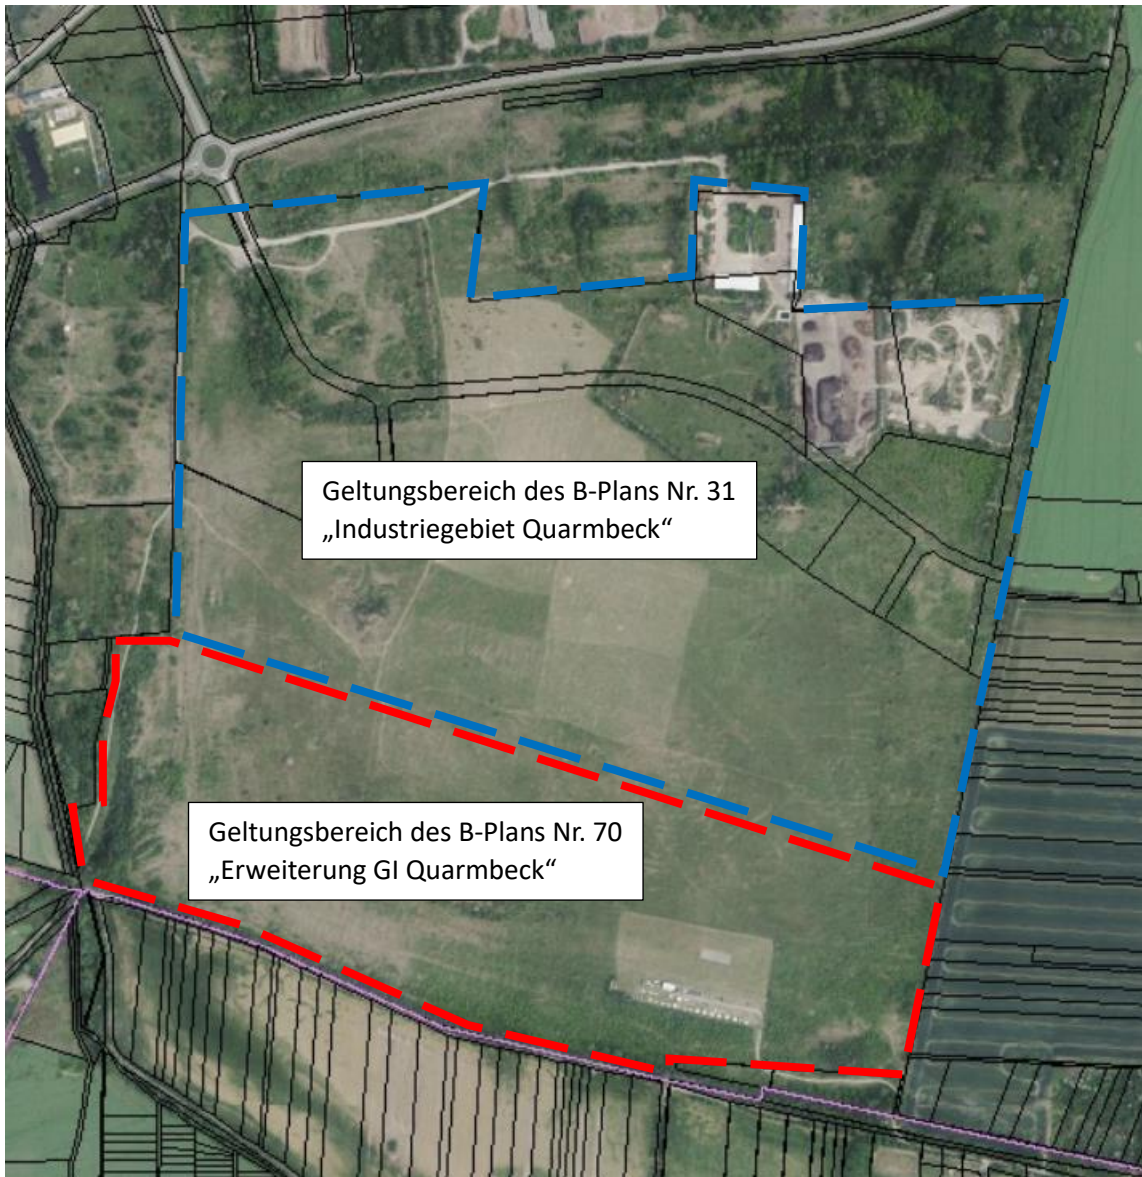 Geltungsbereich des B-Plans Nr. 31
„Industriegebiet Quarmbeck“
Geltungsbereich des B-Plans Nr. 70
„Erweiterung GI Quarmbeck“